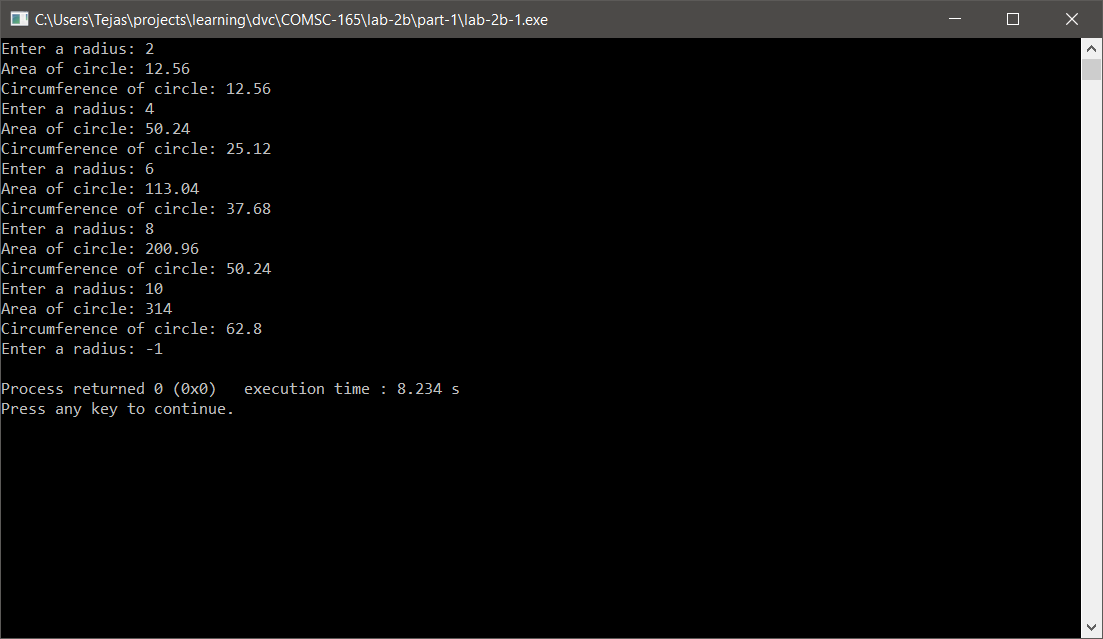 C:\Users\Tejas\projects\learning\dvc\COMSC-165\lab-2b\part-1\lab-2b-1.exe
Enter a radius: 2
Area of circle: 12.56
Circumference of circle: 12.56
Enter a radius: 4
Area of circle: 50.24
Circumference of circle: 25.12
Enter a radius: 6
Area of circle: 113.04
Circumference of circle: 37.68
Enter a radius: 8
Area of circle: 200.96
Circumference of circle: 50.24
Enter a radius: 10
Area of circle: 314
Circumference of circle: 62.8
Enter a radius: -1
Process returned 0 (0x0)   execution time : 8.234 s
Press any key to continue.